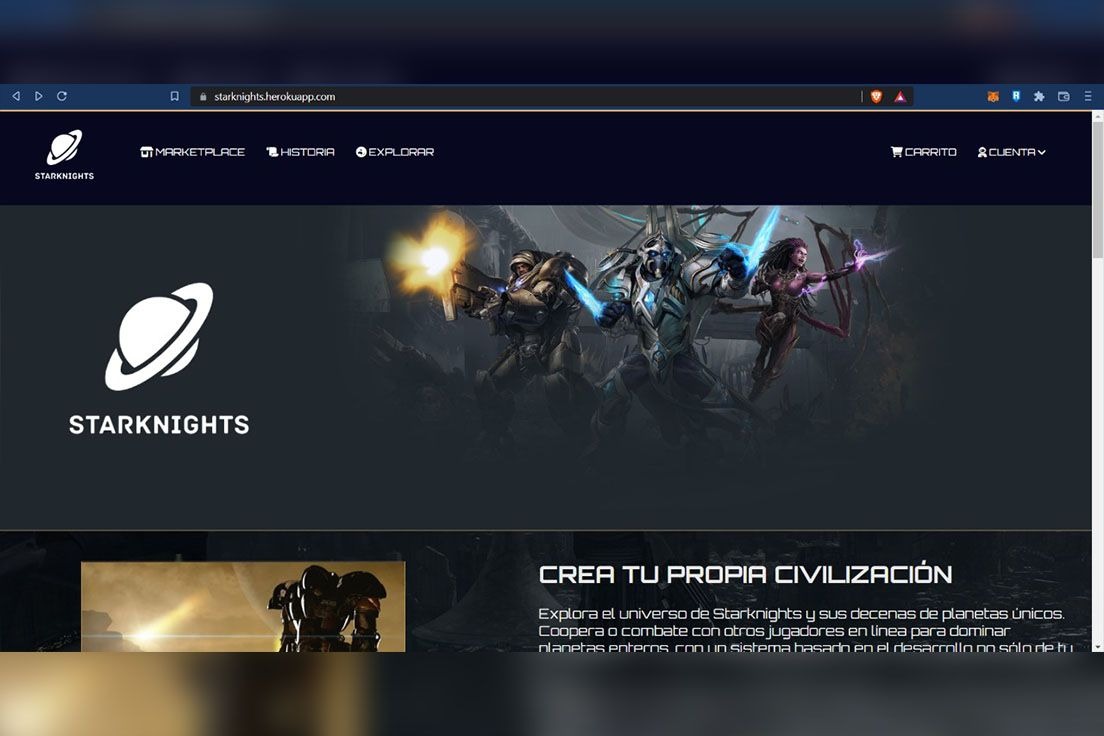 starknights.herokuapp.com
STARKNIGHTS
MARKETPLACE HISTORIA EXPLORAR CARRITO CUENTA
STARKNIGHTS
CREA TU PROPIA CIVILIZACIÓN
Explora el universo de Starknights y sus decenas de planetas únicos.
Coopera o combate con otros jugadores en línea para dominar
planetas enteros, con un sistema basado en el desarrollo no sólo de tu